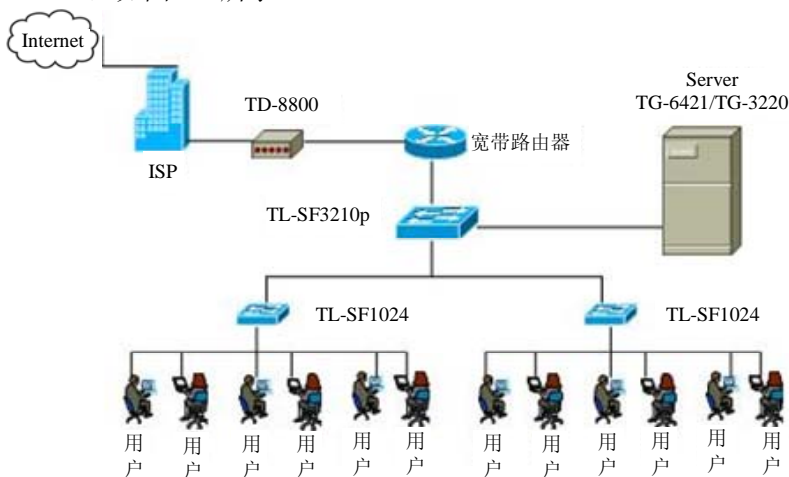 Internet
Server
TG-6421/TG-3220
TD-8800
宽带路由器
ISP
TL-SF3210p
TL-SF1024
TL-SF1024
用户
用户
用户
用户
用户
用户
用户
用户
用户
用户
用户
用户